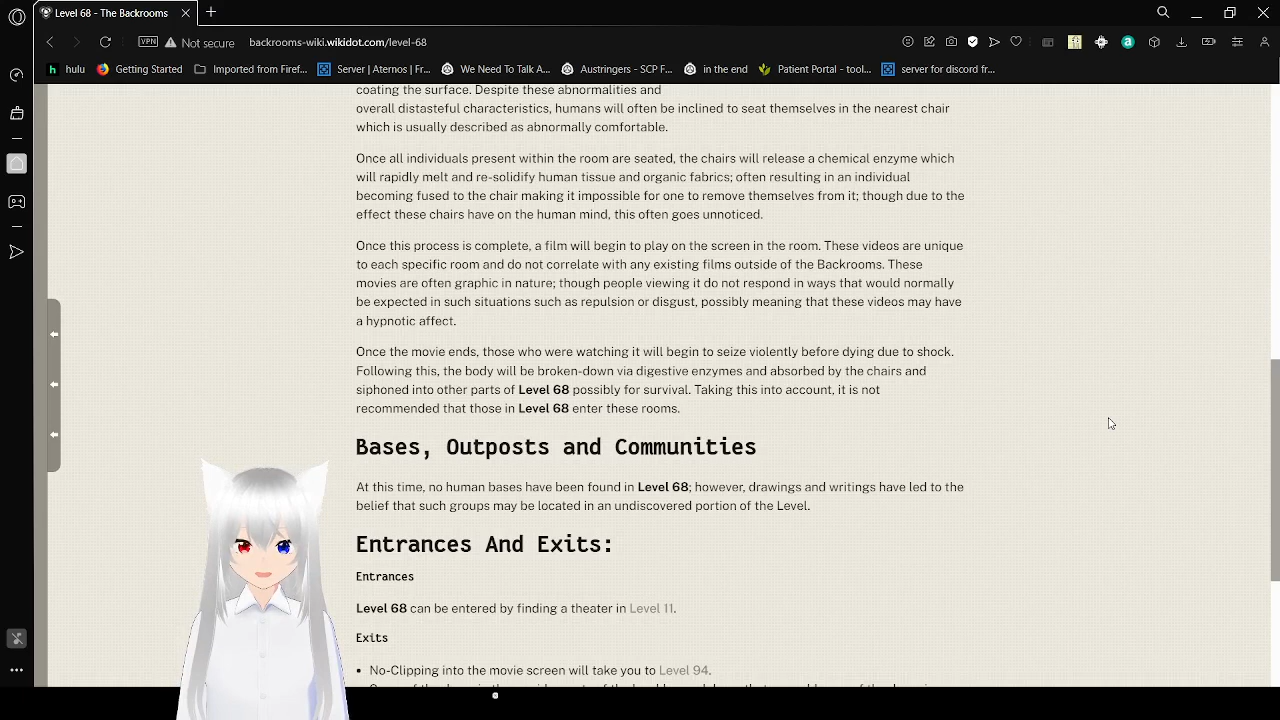 Level 68 - The Backrooms
VPN
Not secure
backrooms-wiki.wikidot.com/level-68
hulu
Getting Started
Imported from Firef...
Server | Aternos | Fr...
We Need To Talk A...
Austringers - SCP F...
in the end
Patient Portal - tool...
server for discord fr...
coating the surface. Despite these abnormalities and
overall distasteful characteristics, humans will often be inclined to seat themselves in the nearest chair
which is usually described as abnormally comfortable.
Once all individuals present within the room are seated, the chairs will release a chemical enzyme which
will rapidly melt and re-solidify human tissue and organic fabrics; often resulting in an individual
becoming fused to the chair making it impossible for one to remove themselves from it; though due to the
effect these chairs have on the human mind, this often goes unnoticed.
Once this process is complete, a film will begin to play on the screen in the room. These videos are unique
to each specific room and do not correlate with any existing films outside of the Backrooms. These
movies are often graphic in nature; though people viewing it do not respond in ways that would normally
be expected in such situations such as repulsion or disgust, possibly meaning that these videos may have
a hypnotic affect.
Once the movie ends, those who were watching it will begin to seize violently before dying due to shock.
Following this, the body will be broken-down via digestive enzymes and absorbed by the chairs and
siphoned into other parts of Level 68 possibly for survival. Taking this into account, it is not
recommended that those in Level 68 enter these rooms.
Bases, Outposts and Communities
At this time, no human bases have been found in Level 68; however, drawings and writings have led to the
belief that such groups may be located in an undiscovered portion of the Level.
Entrances And Exits:
Entrances
Level 68 can be entered by finding a theater in Level 11.
Exits
• No-Clipping into the movie screen will take you to Level 94.